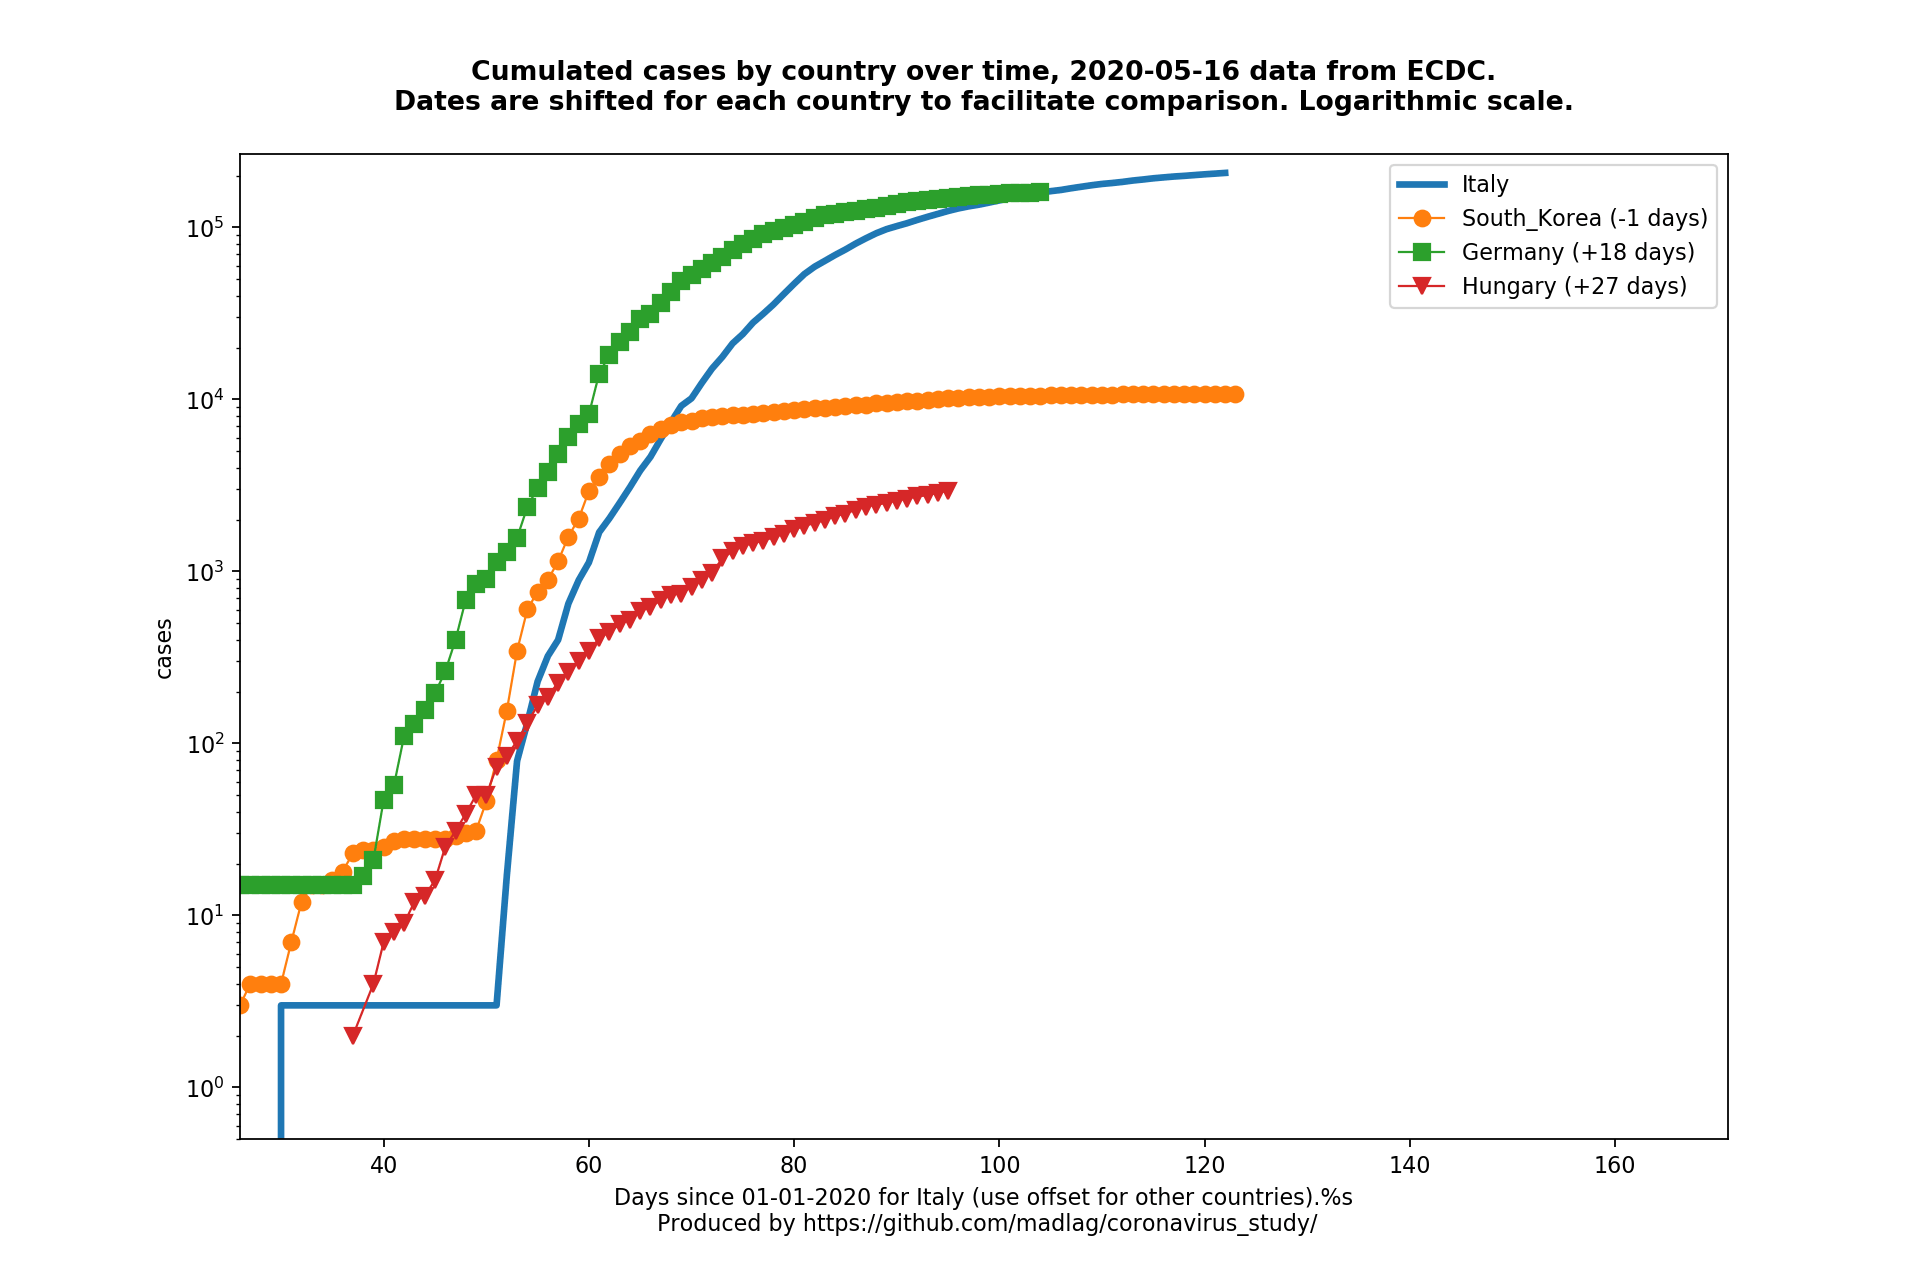 Cumulated cases by country over time, 2020-05-16 data from ECDC.
Dates are shifted for each country to facilitate comparison. Logarithmic scale.
Italy
South_Korea (-1 days)
Germany (+18 days)
Hungary (+27 days)
cases
10^5
10^4
10^3
10^2
10^1
10^0
40 60 80 100 120 140 160
Days since 01-01-2020 for Italy (use offset for other countries).%s
Produced by https://github.com/madlag/coronavirus_study/